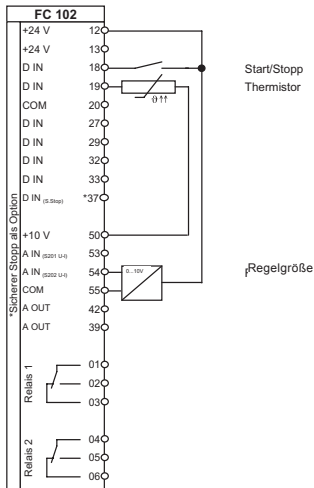 FC 102
+24 V 12
+24 V 13
D IN 18 Start/Stopp
D IN 19 Thermistor
ϑ↑↑
COM 20
D IN 27
D IN 29
D IN 32
D IN 33
D IN (S.Stop) *37
*Sicherer Stopp als Option
+10 V 50
A IN (S201 U-I) 53
A IN (S202 U-I) 54 0...10V Regelgröße
COM 55
A OUT 42
A OUT 39
Relais 1
01
02
03
Relais 2
04
05
06